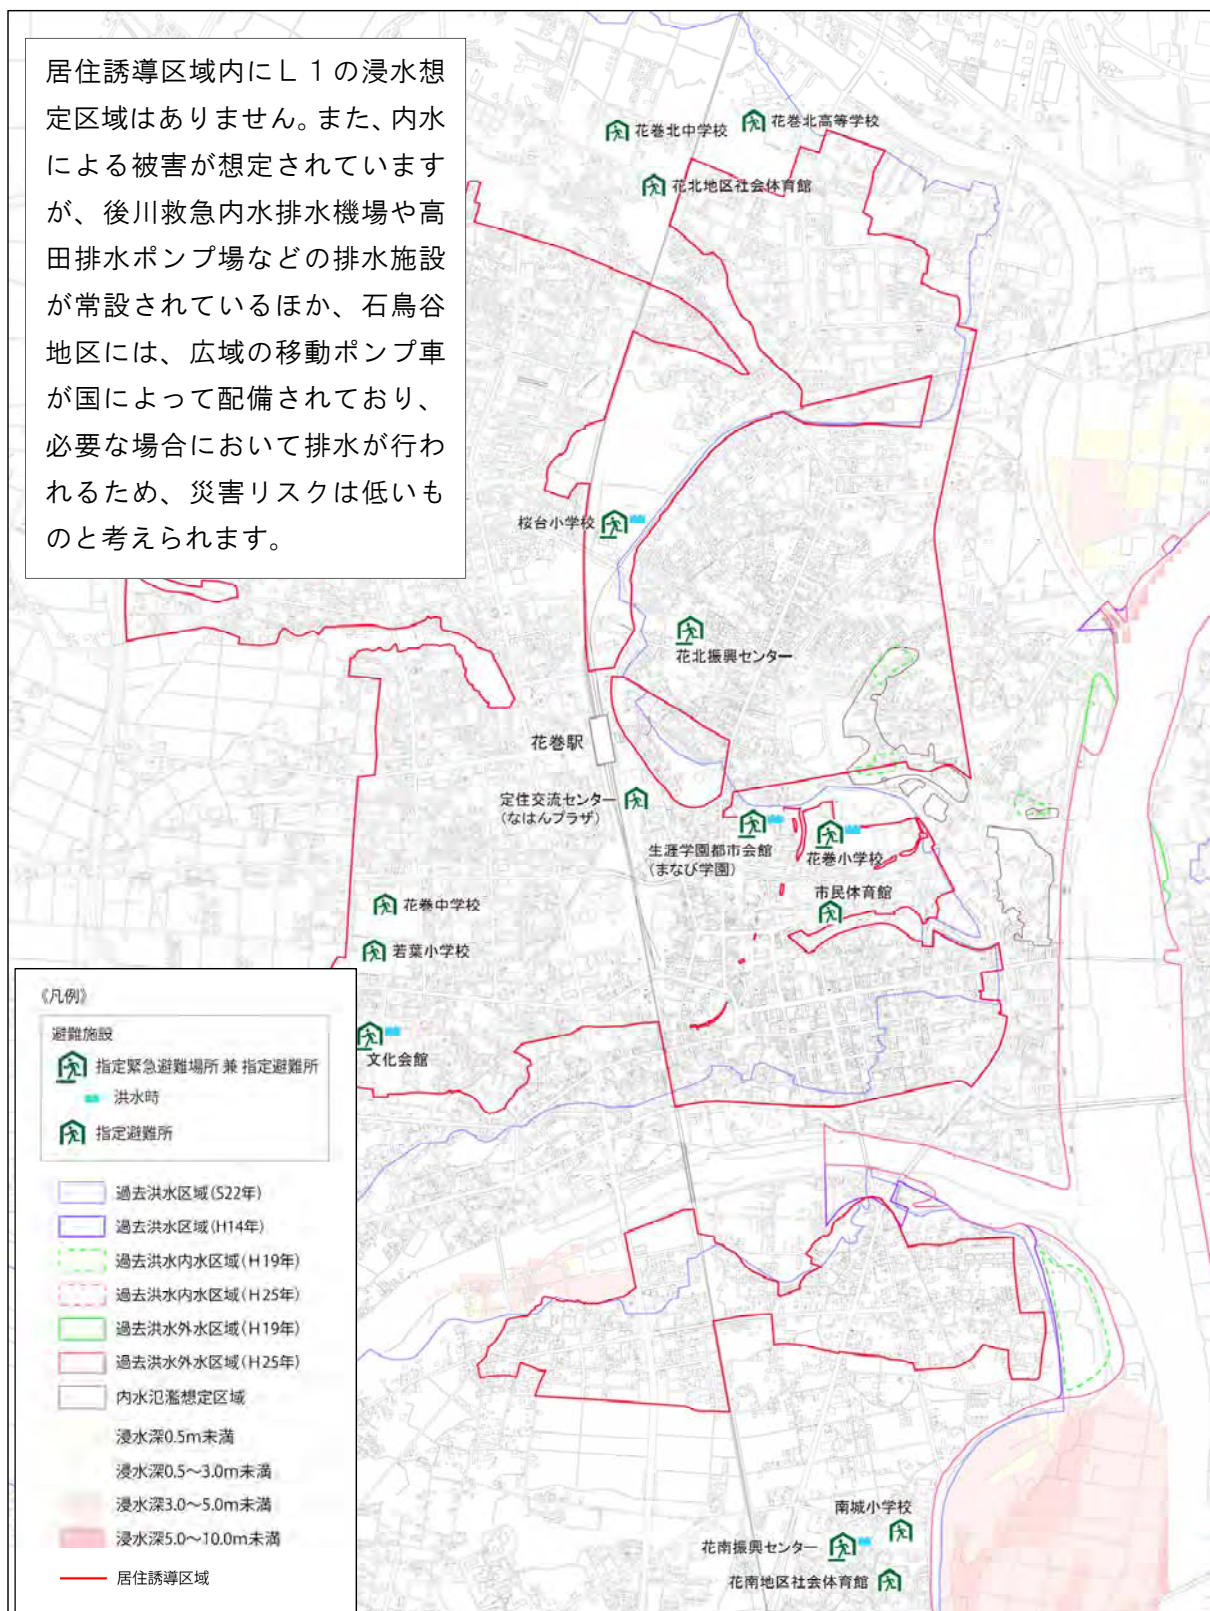 居住誘導区域内にL1の浸水想
定区域はありません。また、内水
による被害が想定されています
が、後川救急内水排水機場や高
田排水ポンプ場などの排水施設
が常設されているほか、石鳥谷
地区には、広域の移動ポンプ車
が国によって配備されており、
必要な場合において排水が行わ
れるため、災害リスクは低いも
のと考えられます。
花巻北中学校
花巻北高等学校
花北地区社会体育館
桜台小学校
花北振興センター
花巻駅
定住交流センター
(なはんプラザ)
生涯学園都市会館
(まなび学園)
花巻小学校
市民体育館
花巻中学校
若葉小学校
文化会館
南城小学校
花南振興センター
花南地区社会体育館
《凡例》
避難施設
指定緊急避難場所 兼 指定避難所
洪水時
指定避難所
過去洪水区域(S22年)
過去洪水区域(H14年)
過去洪水内水区域(H19年)
過去洪水内水区域(H25年)
過去洪水外水区域(H19年)
過去洪水外水区域(H25年)
内水氾濫想定区域
浸水深0.5m未満
浸水深0.5～3.0m未満
浸水深3.0～5.0m未満
浸水深5.0～10.0m未満
居住誘導区域